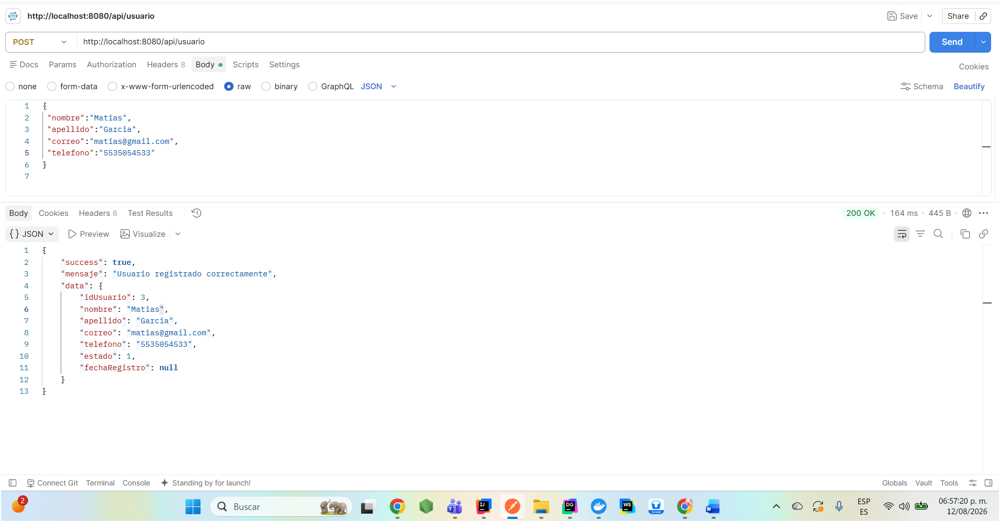 HTTP http://localhost:8080/api/usuario Save Share
POST http://localhost:8080/api/usuario Send
Docs Params Authorization Headers 8 Body Scripts Settings Cookies
none form-data x-www-form-urlencoded raw binary GraphQL JSON Schema Beautify
1 {
2 "nombre":"Matias",
3 "apellido":"Garcia",
4 "correo":"matias@gmail.com",
5 "telefono":"5535054533"
6 }
7
Body Cookies Headers 6 Test Results 200 OK • 164 ms • 445 B •
{} JSON Preview Visualize
1 {
2 "success": true,
3 "mensaje": "Usuario registrado correctamente",
4 "data": {
5 "idUsuario": 3,
6 "nombre": "Matias",
7 "apellido": "Garcia",
8 "correo": "matias@gmail.com",
9 "telefono": "5535054533",
10 "estado": 1,
11 "fechaRegistro": null
12 }
13 }
Connect Git Terminal Console Standing by for launch! Globals Vault Tools
2 Buscar T IJ DG WS W ESP 06:57:20 p. m.
ES 12/08/2026